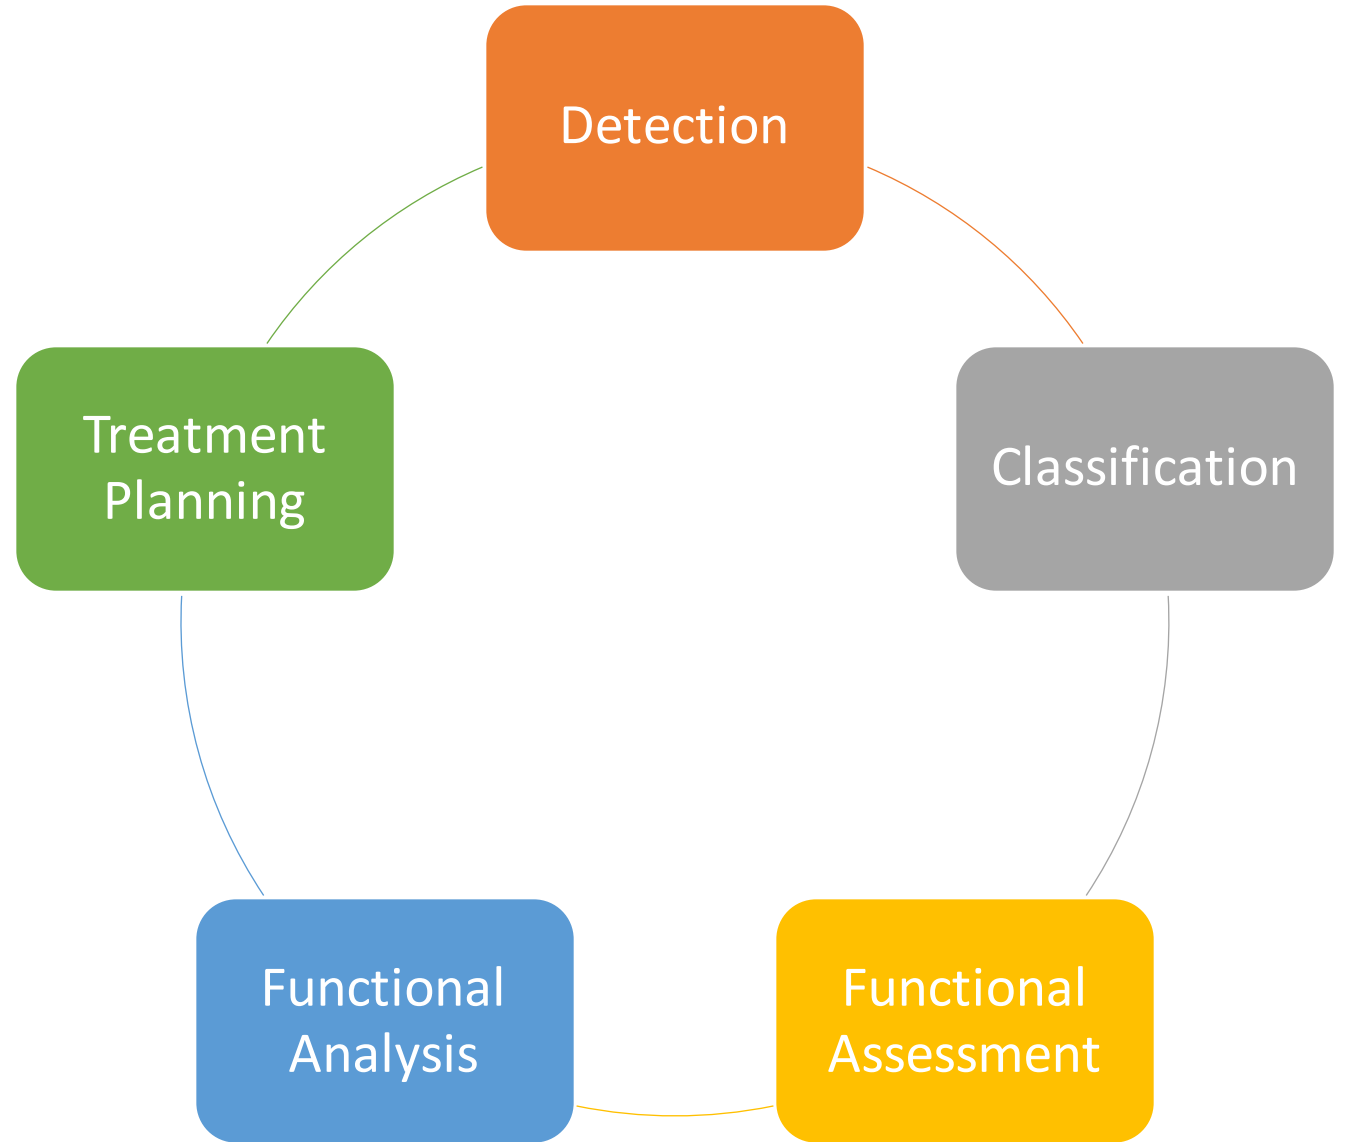 Detection
Classification
Functional
Assessment
Functional
Analysis
Treatment
Planning